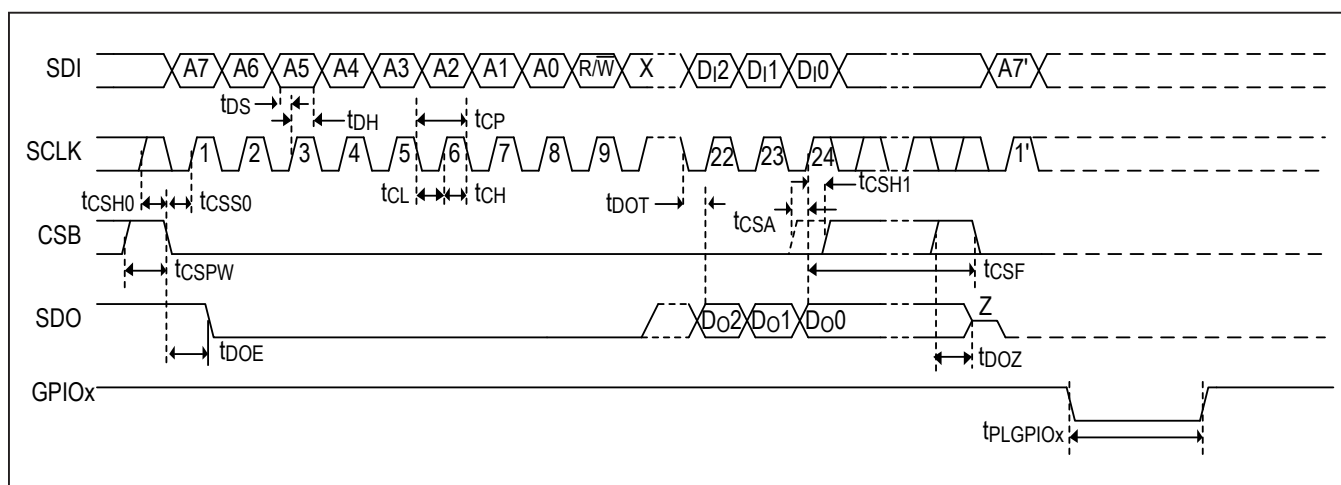 SDI A7 A6 A5 A4 A3 A2 A1 A0 R/W̅ X DI2 DI1 DI0 A7'
tDS tDH tCP
SCLK 1 2 3 4 5 6 7 8 9 22 23 24 1'
tCSH0 tCSS0 tCL tCH tDOT tCSA tCSH1
CSB
tCSPW tCSF
SDO DO2 DO1 DO0 Z
tDOE tDOZ
GPIOx
tPLGPIOx